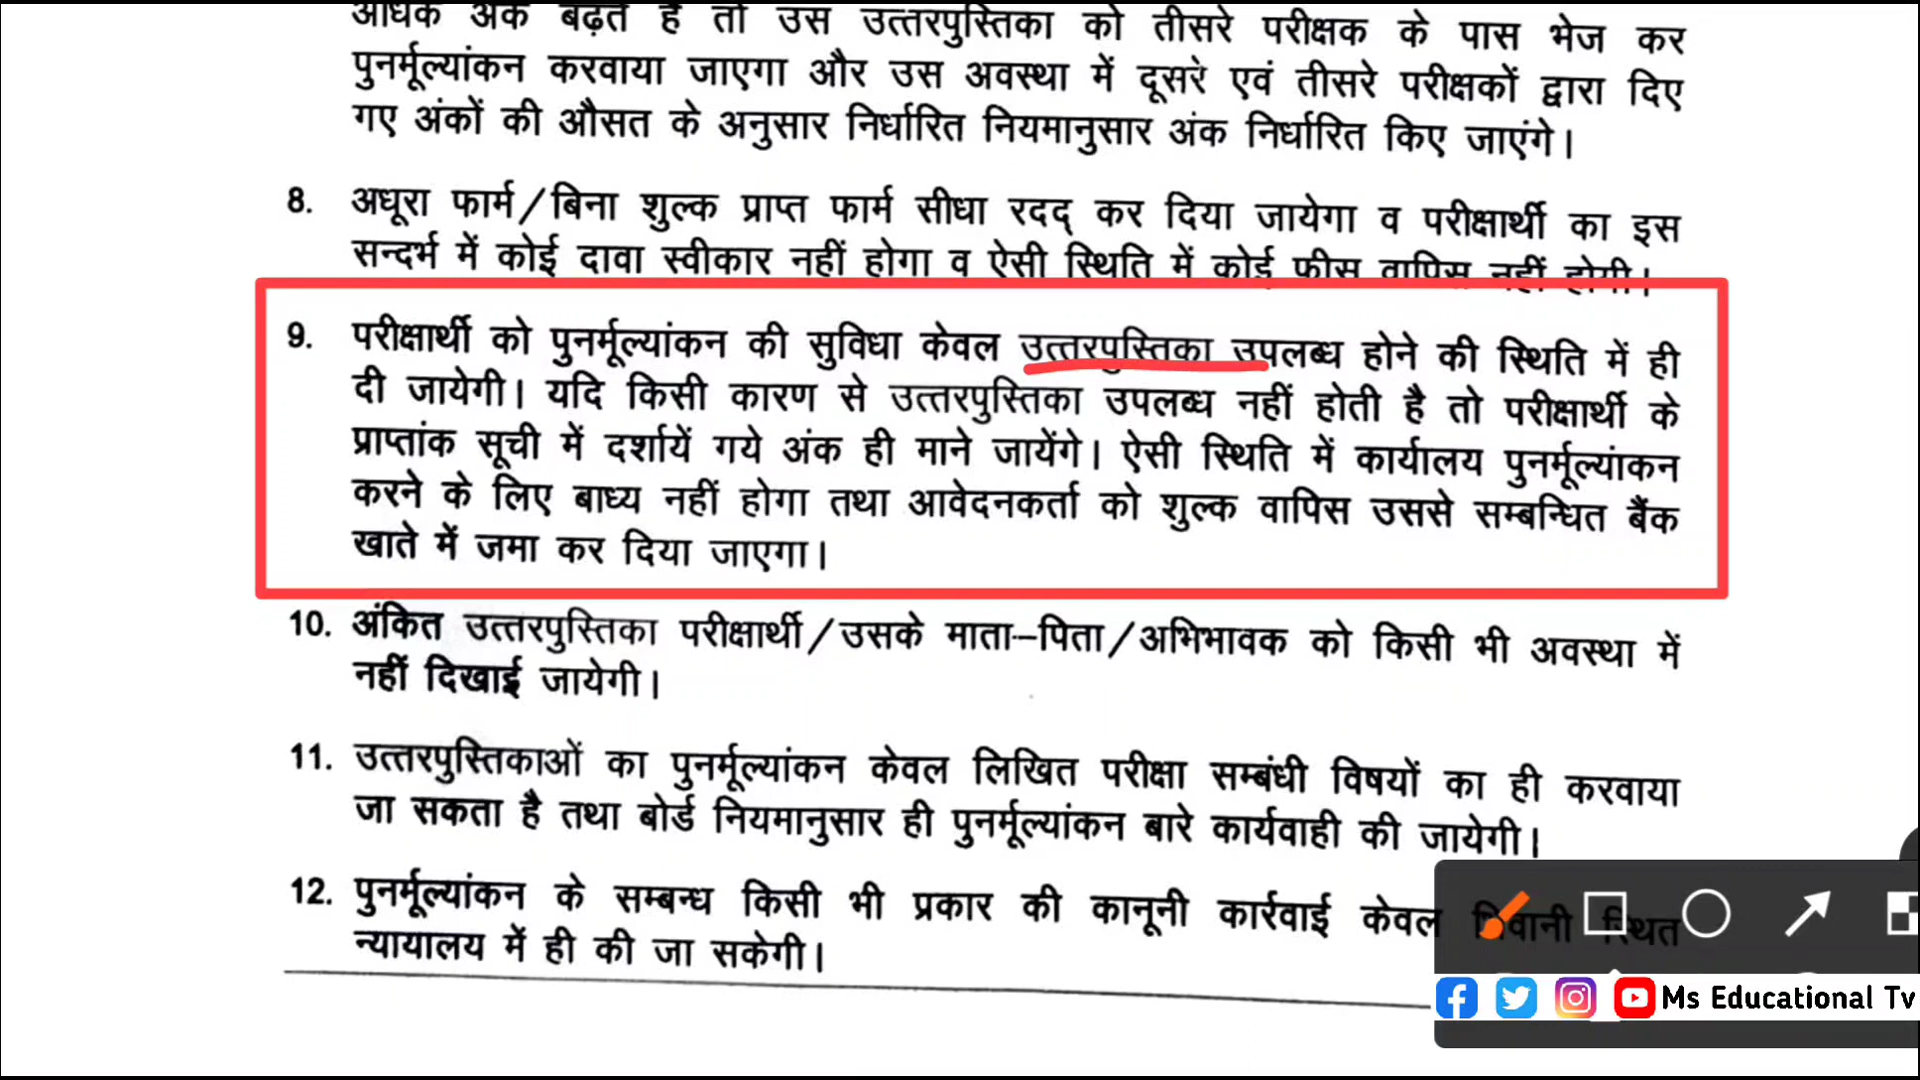 अधिक अंक बढ़ते हैं तो उस उत्तरपुस्तिका को तीसरे परीक्षक के पास भेज कर
पुनर्मूल्यांकन करवाया जाएगा और उस अवस्था में दूसरे एवं तीसरे परीक्षकों द्वारा दिए
गए अंकों की औसत के अनुसार निर्धारित नियमानुसार अंक निर्धारित किए जाएंगे।
8. अधूरा फार्म/बिना शुल्क प्राप्त फार्म सीधा रदद् कर दिया जायेगा व परीक्षार्थी का इस
सन्दर्भ में कोई दावा स्वीकार नहीं होगा व ऐसी स्थिति में कोई फीस वापिस नहीं होगी।
9. परीक्षार्थी को पुनर्मूल्यांकन की सुविधा केवल उत्तरपुस्तिका उपलब्ध होने की स्थिति में ही
दी जायेगी। यदि किसी कारण से उत्तरपुस्तिका उपलब्ध नहीं होती है तो परीक्षार्थी के
प्राप्तांक सूची में दर्शायें गये अंक ही माने जायेंगे। ऐसी स्थिति में कार्यालय पुनर्मूल्यांकन
करने के लिए बाध्य नहीं होगा तथा आवेदनकर्ता को शुल्क वापिस उससे सम्बन्धित बैंक
खाते में जमा कर दिया जाएगा।
10. अंकित उत्तरपुस्तिका परीक्षार्थी/उसके माता–पिता/अभिभावक को किसी भी अवस्था में
नहीं दिखाई जायेगी।
11. उत्तरपुस्तिकाओं का पुनर्मूल्यांकन केवल लिखित परीक्षा सम्बंधी विषयों का ही करवाया
जा सकता है तथा बोर्ड नियमानुसार ही पुनर्मूल्यांकन बारे कार्यवाही की जायेगी।
12. पुनर्मूल्यांकन के सम्बन्ध किसी भी प्रकार की कानूनी कार्रवाई केवल भिवानी स्थित
न्यायालय में ही की जा सकेगी।
Ms Educational Tv